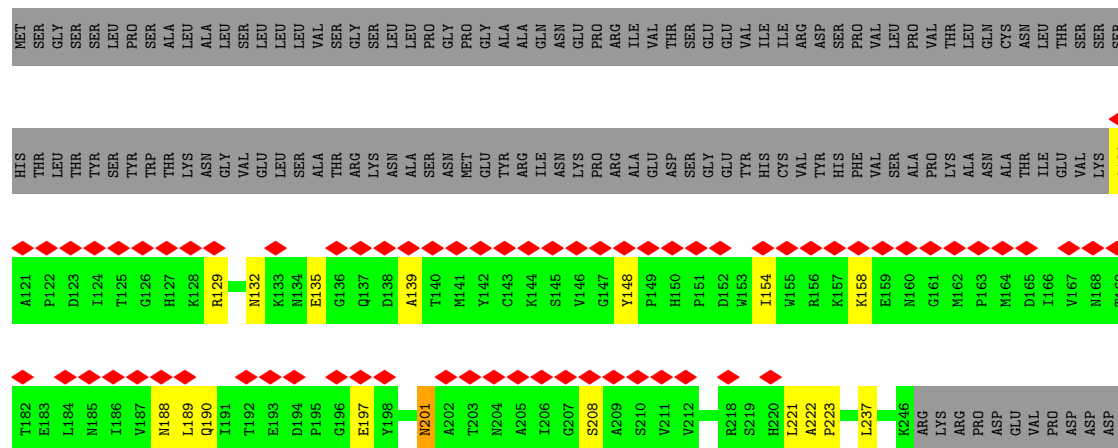 MET SER GLY SER SER LEU PRO SER ALA LEU ALA LEU SER LEU LEU LEU VAL SER GLY SER LEU LEU PRO GLY PRO GLY ALA ALA GLN ASN GLU PRO ARG ILE VAL THR SER GLU GLU VAL ILE ILE ARG ASP SER PRO VAL LEU PRO VAL THR LEU GLN CYS ASN LEU THR SER SER SER
HIS THR LEU THR TYR SER TYR TRP THR LYS ASN GLY VAL GLU LEU SER ALA THR ARG LYS ASN ALA SER ASN MET GLU TYR ARG ILE ASN LYS PRO ARG ALA GLU ASP SER GLY GLU TYR HIS CYS VAL TYR HIS PHE VAL SER ALA PRO LYS ALA ASN ALA THR ILE GLU VAL LYS
A121 P122 D123 I124 T125 G126 H127 K128 R129 N132 K133 N134 E135 G136 Q137 D138 A139 T140 M141 Y142 C143 K144 S145 V146 G147 Y148 P149 H150 P151 D152 W153 I154 W155 R156 K157 K158 E159 N160 G161 M162 P163 M164 D165 I166 V167 N168
T182 E183 L184 N185 I186 V187 N188 L189 Q190 I191 T192 E193 D194 P195 G196 E197 Y198 N201 A202 T203 N204 A205 I206 G207 S208 A209 S210 V211 V212 R218 S219 H220 L221 A222 P223 L237 K246 ARG LYS ARG PRO ASP GLU VAL PRO ASP ASP ASP